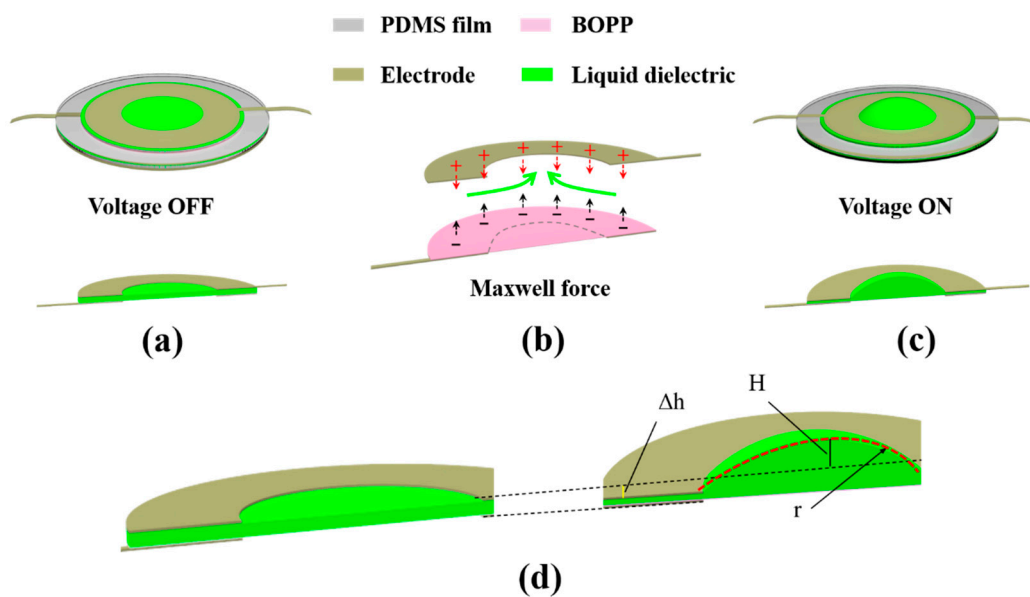 PDMS film
BOPP
Electrode
Liquid dielectric
+ + + + + +
− − − − − −
Voltage OFF
Maxwell force
Voltage ON
(a)
(b)
(c)
Δh
H
r
(d)